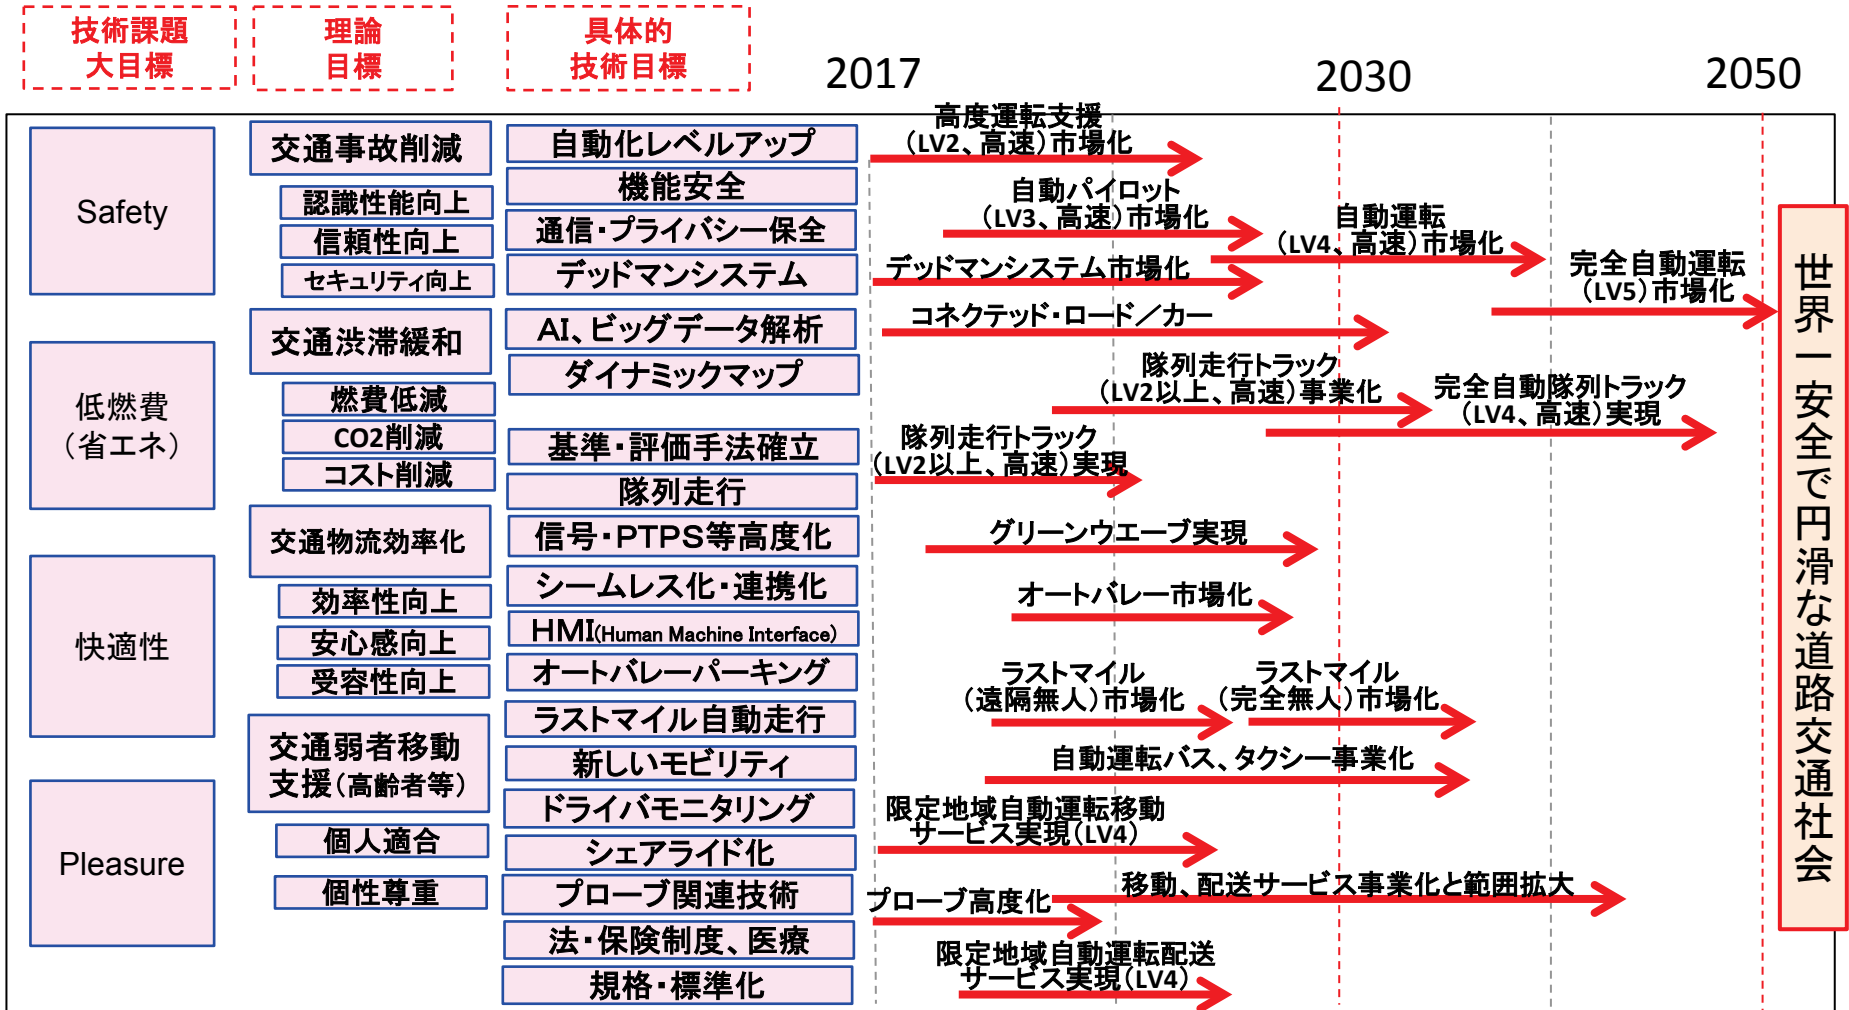 技術課題
大目標
理論
目標
具体的
技術目標
2017
2030
2050
Safety
低燃費
（省エネ）
快適性
Pleasure
交通事故削減
認識性能向上
信頼性向上
セキュリティ向上
交通渋滞緩和
燃費低減
CO2削減
コスト削減
交通物流効率化
効率性向上
安心感向上
受容性向上
交通弱者移動
支援（高齢者等）
個人適合
個性尊重
自動化レベルアップ
機能安全
通信・プライバシー保全
デッドマンシステム
AI、ビッグデータ解析
ダイナミックマップ
基準・評価手法確立
隊列走行
信号・PTPS等高度化
シームレス化・連携化
HMI(Human Machine Interface)
オートバレーパーキング
ラストマイル自動走行
新しいモビリティ
ドライバモニタリング
シェアライド化
プローブ関連技術
法・保険制度、医療
規格・標準化
高度運転支援
（LV2、高速）市場化
自動パイロット
（LV3、高速）市場化
自動運転
（LV4、高速）市場化
デッドマンシステム市場化
完全自動運転
（LV5）市場化
コネクテッド・ロード／カー
隊列走行トラック
（LV2以上、高速）事業化
完全自動隊列トラック
（LV4、高速）実現
隊列走行トラック
（LV2以上、高速）実現
グリーンウエーブ実現
オートバレー市場化
ラストマイル
（遠隔無人）市場化
ラストマイル
（完全無人）市場化
自動運転バス、タクシー事業化
限定地域自動運転移動
サービス実現（LV4）
移動、配送サービス事業化と範囲拡大
プローブ高度化
限定地域自動運転配送
サービス実現（LV4）
世界一安全で円滑な道路交通社会